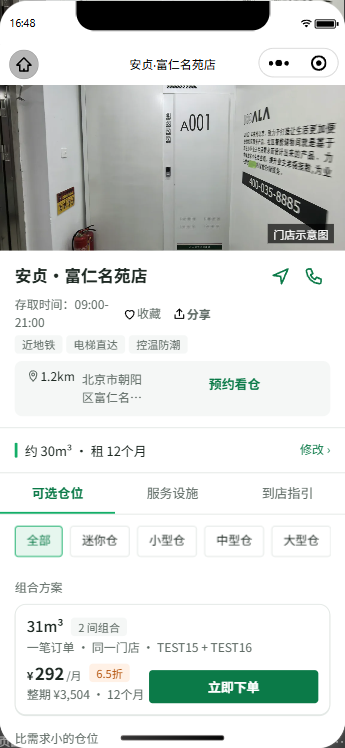 16:48
安贞·富仁名苑店
A001
400-035-8885
门店示意图
安贞·富仁名苑店
存取时间：09:00-
21:00
收藏
分享
近地铁
电梯直达
控温防潮
1.2km
北京市朝阳
区富仁名…
预约看仓
约 30m³ · 租 12个月
修改 ›
可选仓位
服务设施
到店指引
全部
迷你仓
小型仓
中型仓
大型仓
组合方案
31m³
2 间组合
一笔订单 · 同一门店 · TEST15 + TEST16
¥292/月
6.5折
整期 ¥3,504 · 12个月
立即下单
比需求小的仓位